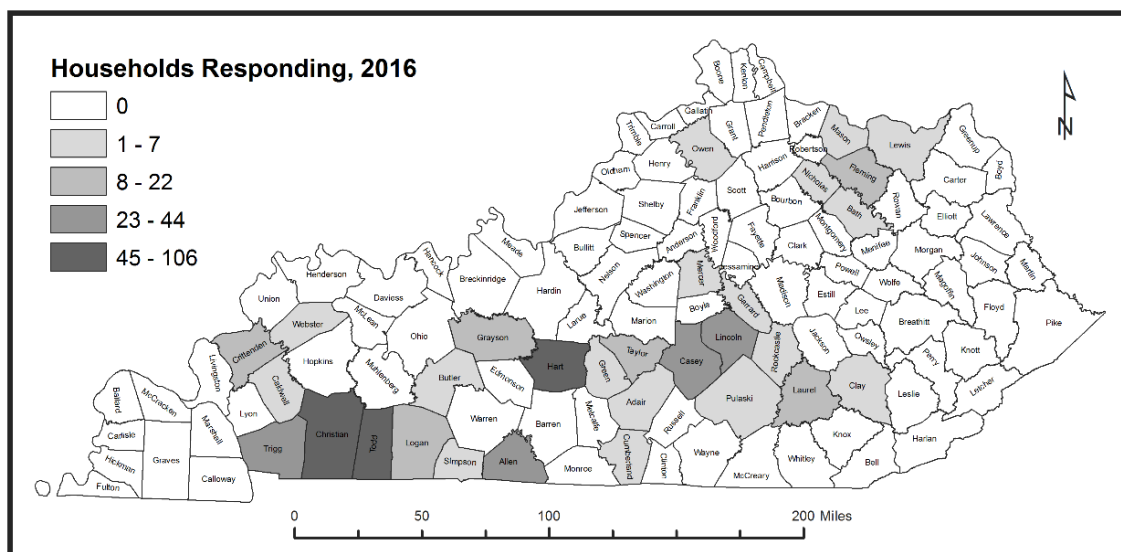 Households Responding, 2016
0
1 - 7
8 - 22
23 - 44
45 - 106
N
Boone
Kenton
Campbell
Gallatin
Carroll
Trimble
Grant
Pendleton
Bracken
Mason
Lewis
Greenup
Boyd
Owen
Robertson
Henry
Harrison
Fleming
Oldham
Nicholas
Carter
Franklin
Scott
Rowan
Shelby
Bourbon
Bath
Jefferson
Elliott
Lawrence
Montgomery
Woodford
Fayette
Spencer
Anderson
Clark
Menifee
Morgan
Bullitt
Meade
Hancock
Breckinridge
Henderson
Daviess
Union
Hardin
Nelson
Washington
Mercer
essamine
Madison
Powell
Wolfe
Johnson
Martin
Magoffin
Estill
Floyd
Pike
Garrard
Boyle
Lee
Breathitt
Larue
Marion
McLean
Webster
Ohio
Grayson
Lincoln
Jackson
Owsley
Knott
Perry
Rockcastle
Crittenden
Livingston
Hopkins
Muhlenberg
Butler
Edmonson
Hart
Green
Taylor
Casey
Caldwell
Laurel
Clay
Leslie
Letcher
Ballard
McCracken
Lyon
Adair
Pulaski
Warren
Barren
Metcalfe
Russell
Marshall
Carlisle
Christian
Todd
Logan
Knox
Harlan
Hickman
Graves
Trigg
Simpson
Allen
Monroe
Cumberland
Clinton
Wayne
McCreary
Whitley
Bell
Fulton
Calloway
0 50 100 200 Miles